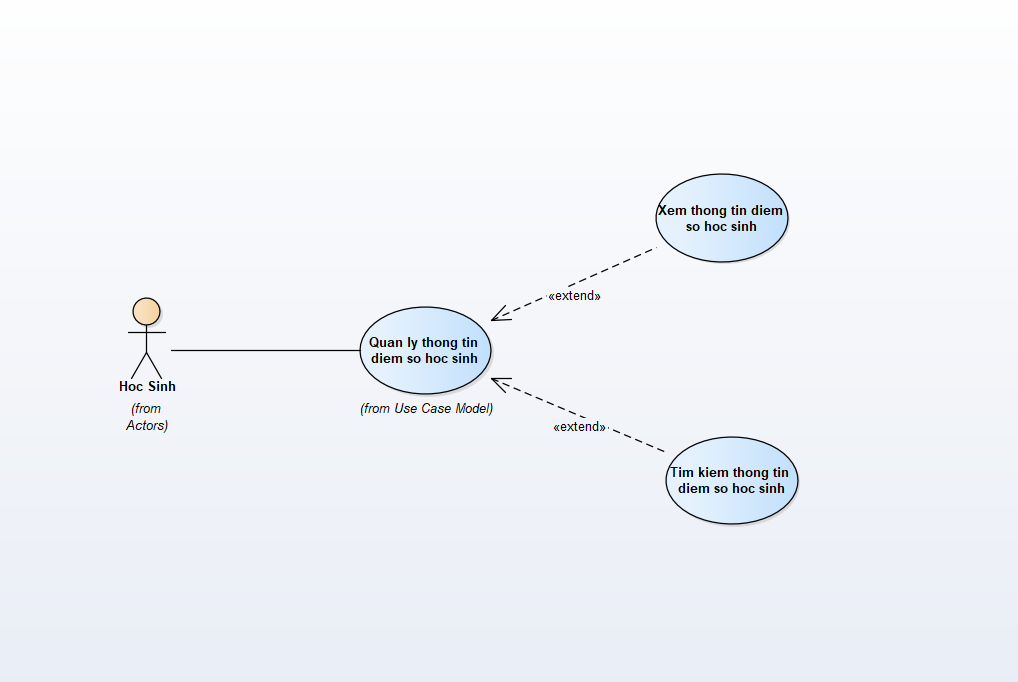 Xem thong tin diem
so hoc sinh
«extend»
Quan ly thong tin
diem so hoc sinh
(from Use Case Model)
Hoc Sinh
(from
Actors)
«extend»
Tim kiem thong tin
diem so hoc sinh